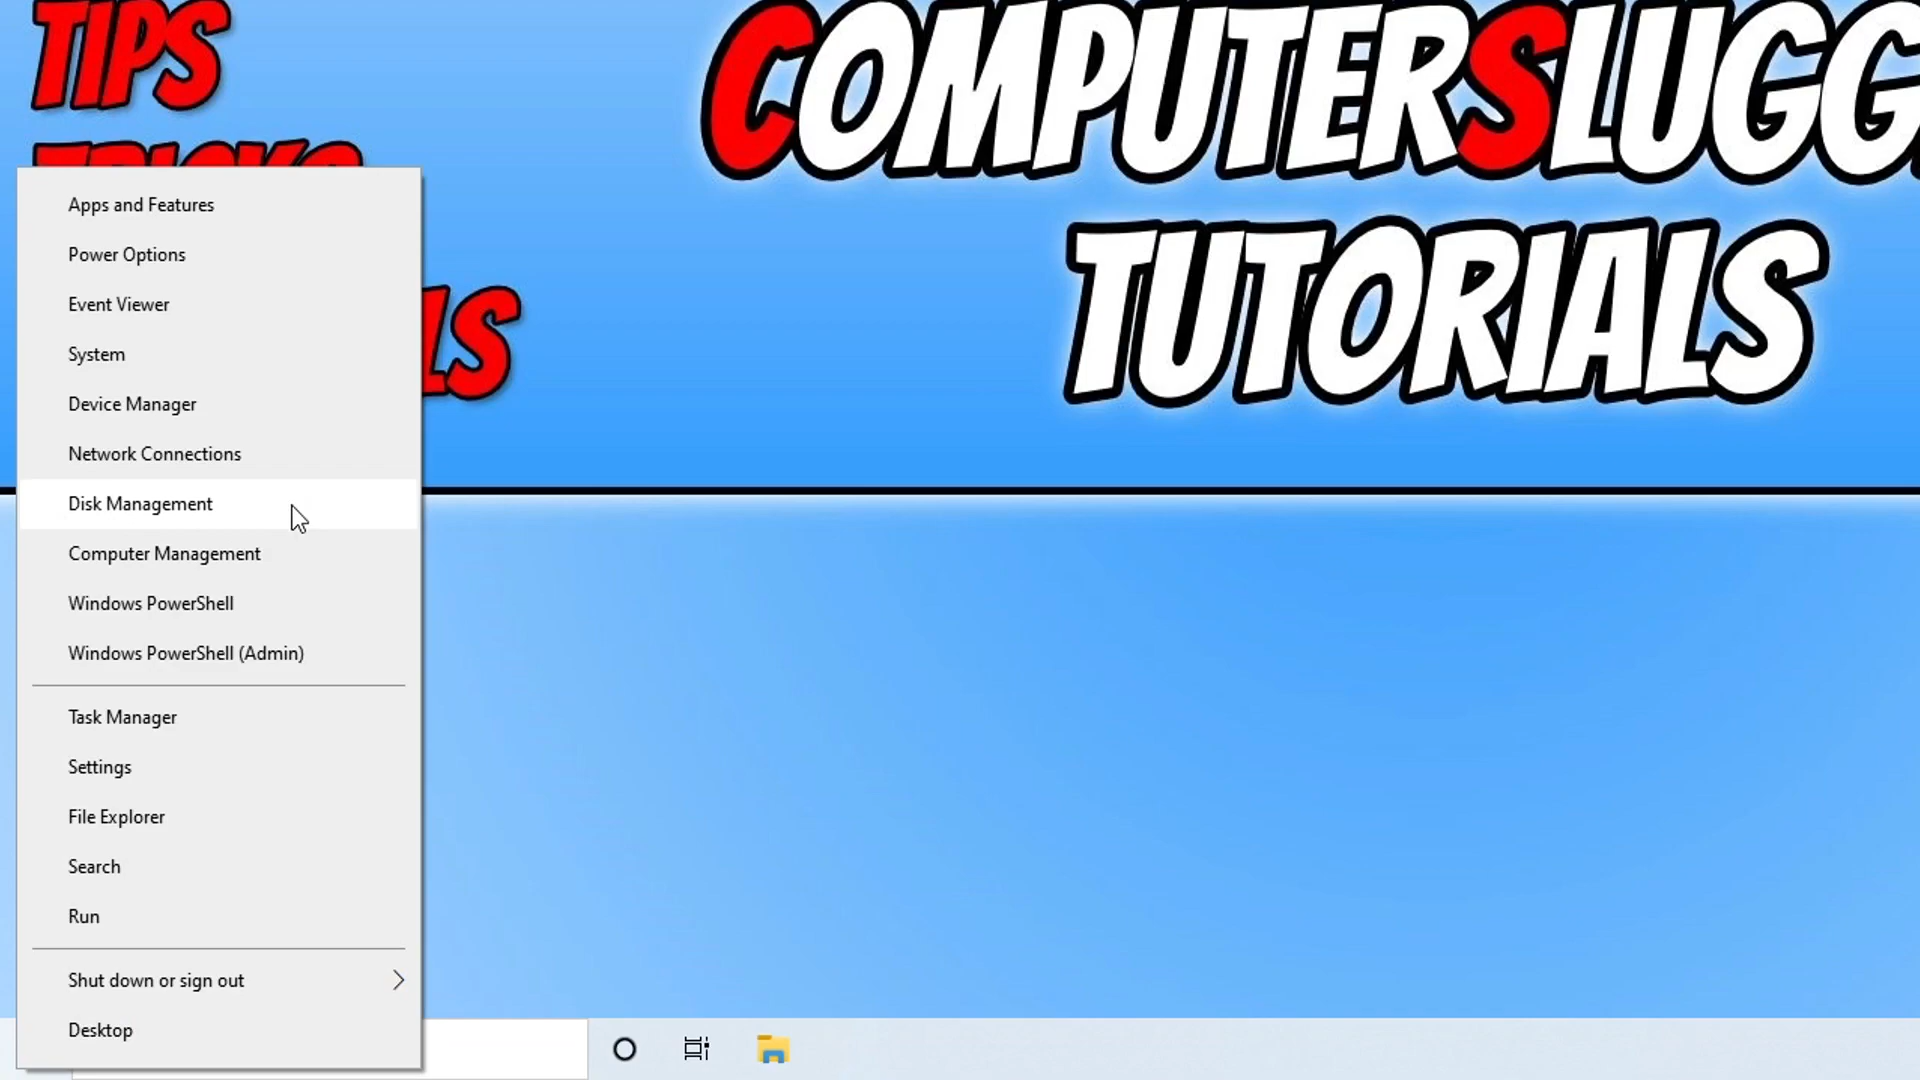 TIPS
COMPUTERSLUGG
TRICKS
TUTORIALS
Apps and Features
Power Options
Event Viewer
System
Device Manager
Network Connections
Disk Management
Computer Management
Windows PowerShell
Windows PowerShell (Admin)
Task Manager
Settings
File Explorer
Search
Run
Shut down or sign out
Desktop